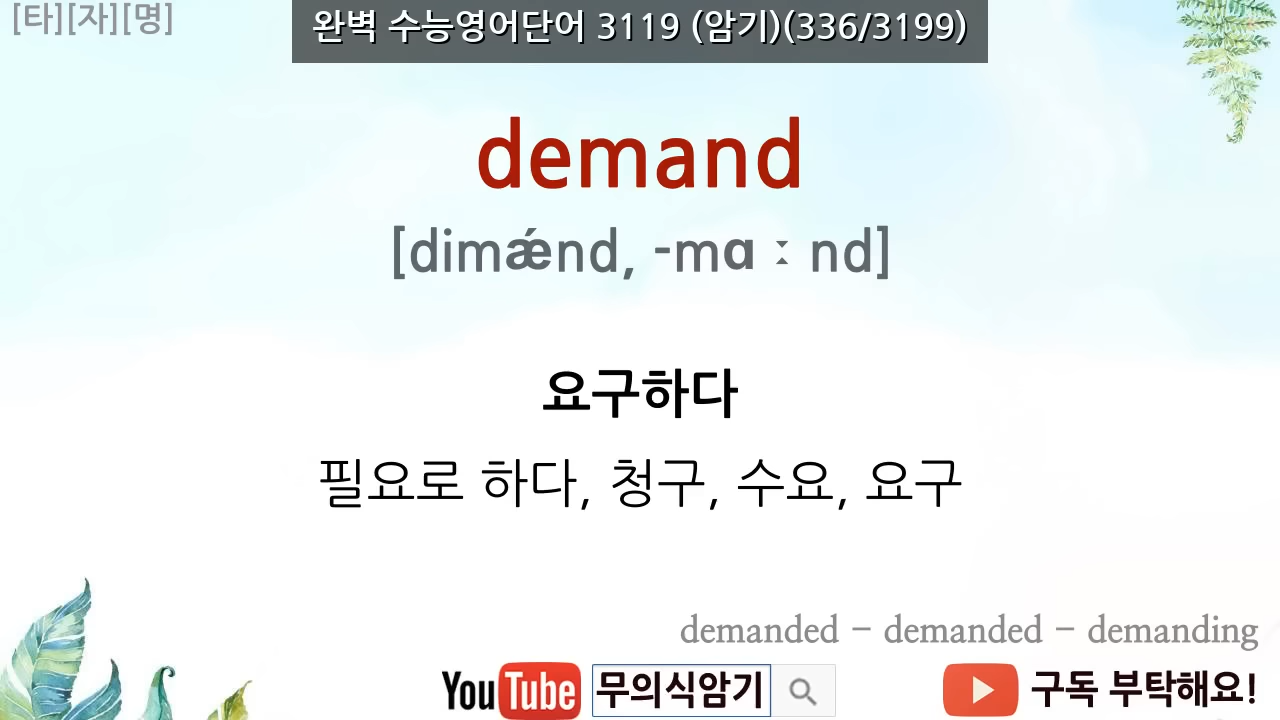 [타][자][명]
완벽 수능영어단어 3119 (암기)(336/3199)
demand
[dimǽnd, -mɑːnd]
요구하다
필요로 하다, 청구, 수요, 요구
demanded - demanded - demanding
YouTube 무의식암기
구독 부탁해요!